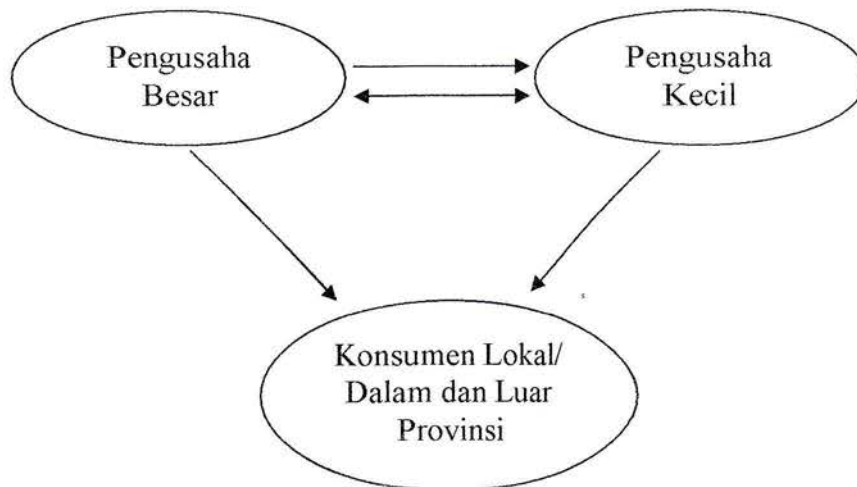 Pengusaha
Besar
Pengusaha
Kecil
Konsumen Lokal/
Dalam dan Luar
Provinsi